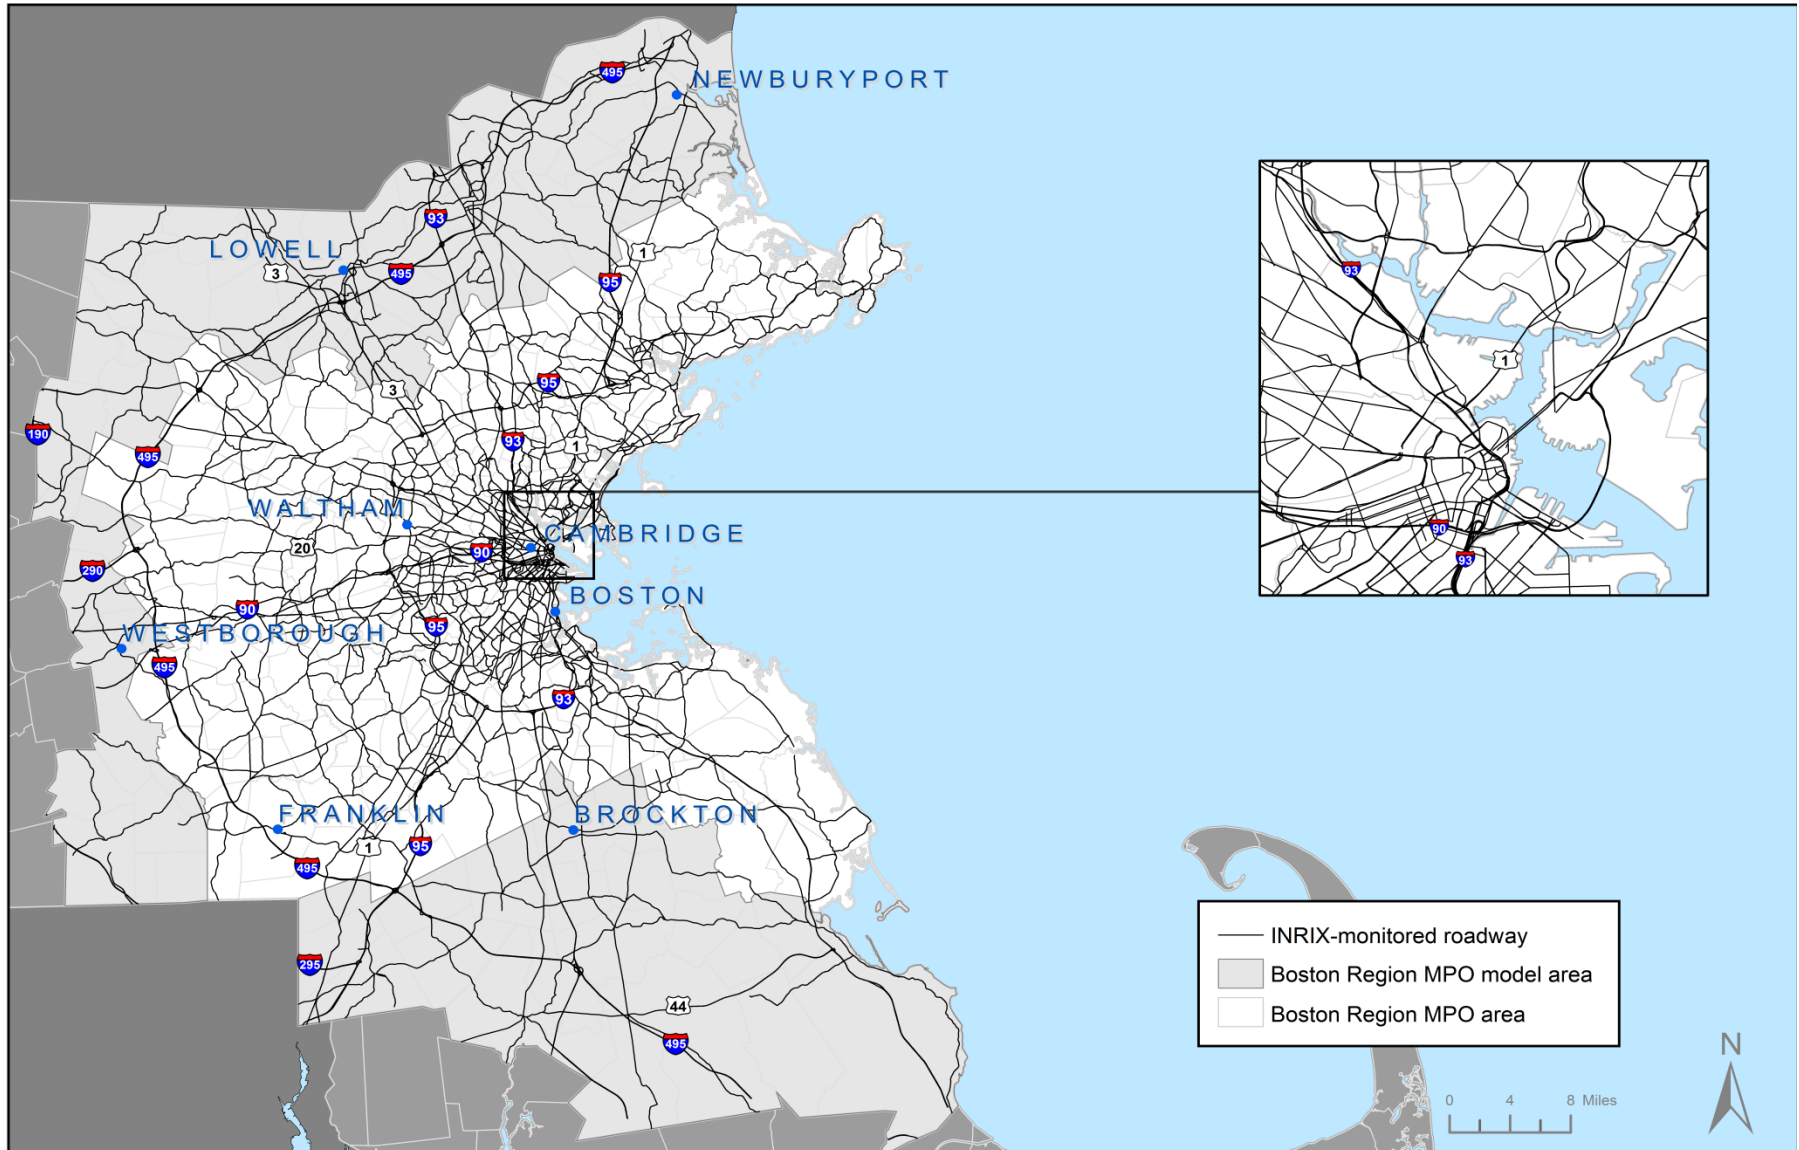 495
NEWBURYPORT
93
LOWELL
3
495
1
95
93
1
3
95
190
495
93
1
WALTHAM
CAMBRIDGE
20
90
290
90
93
90
BOSTON
95
WESTBOROUGH
495
93
FRANKLIN
BROCKTON
1
95
495
INRIX-monitored roadway
Boston Region MPO model area
Boston Region MPO area
295
44
495
N
0 4 8 Miles